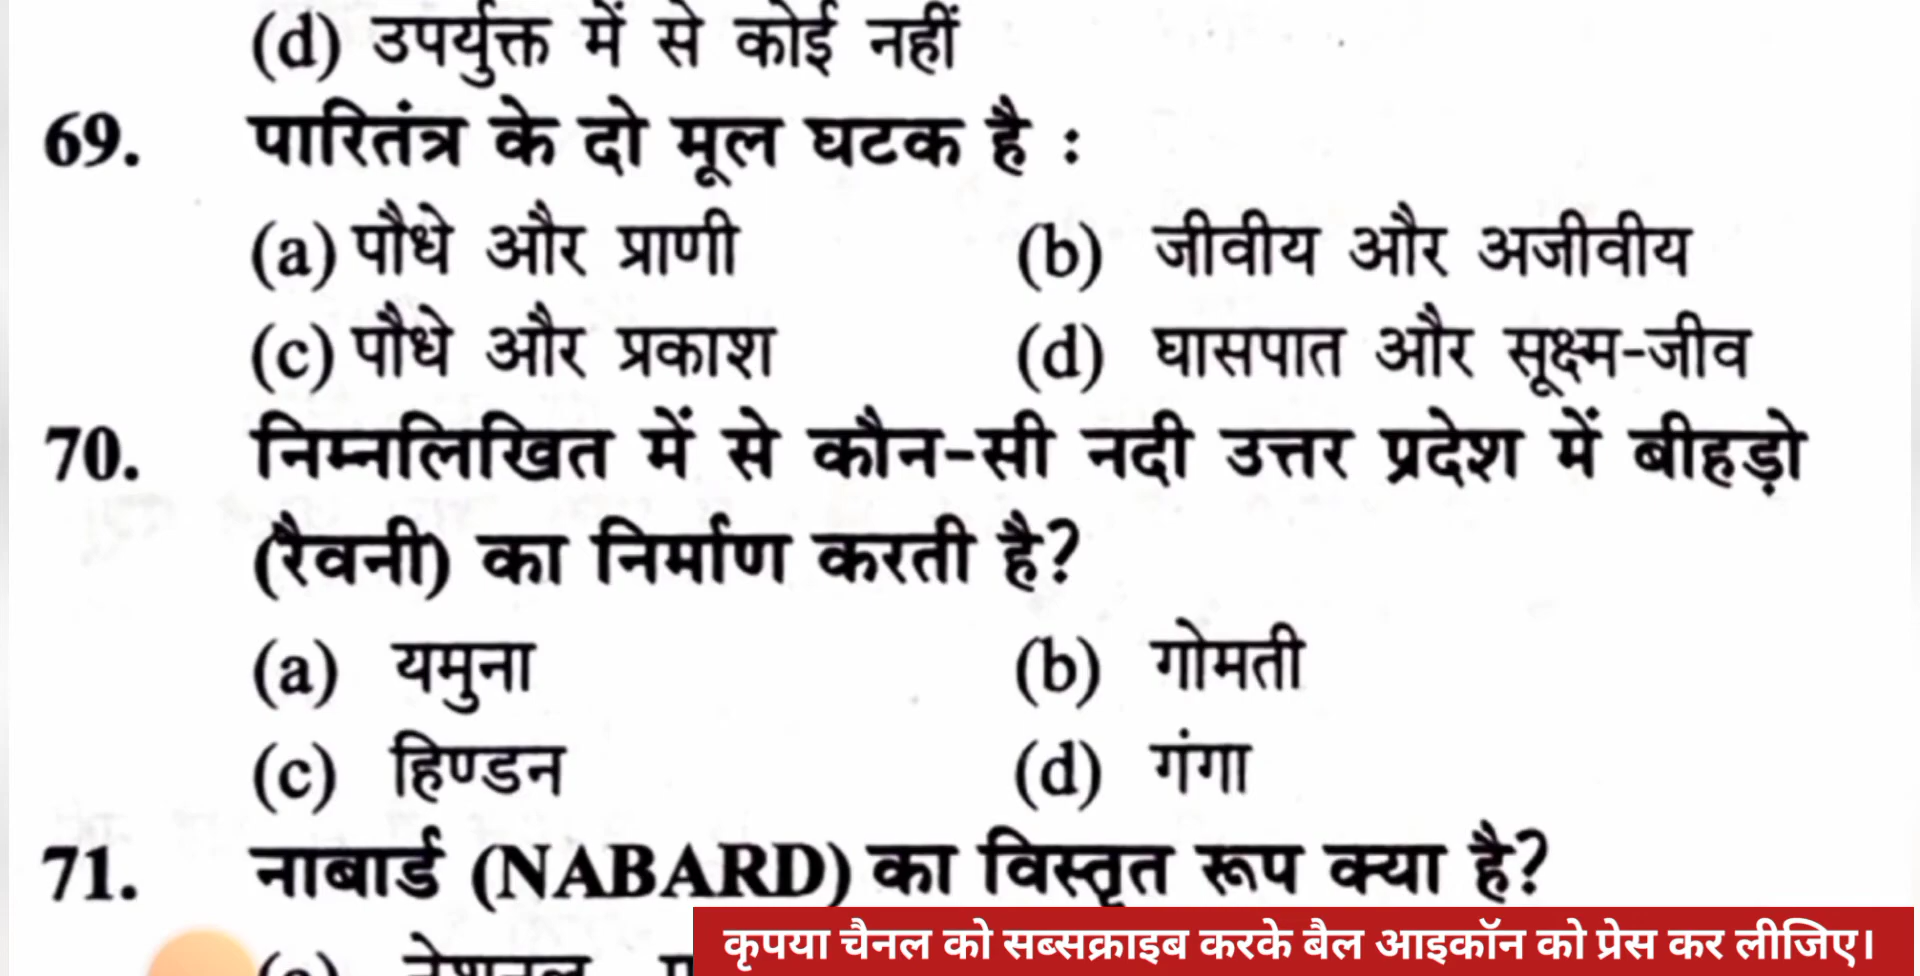 (d) उपर्युक्त में से कोई नहीं
69. पारितंत्र के दो मूल घटक है :
(a) पौधे और प्राणी (b) जीवीय और अजीवीय
(c) पौधे और प्रकाश (d) घासपात और सूक्ष्म-जीव
70. निम्नलिखित में से कौन-सी नदी उत्तर प्रदेश में बीहड़ो
(रैवनी) का निर्माण करती है?
(a) यमुना (b) गोमती
(c) हिण्डन (d) गंगा
71. नाबार्ड (NABARD) का विस्तृत रूप क्या है?
कृपया चैनल को सब्सक्राइब करके बैल आइकॉन को प्रेस कर लीजिए।